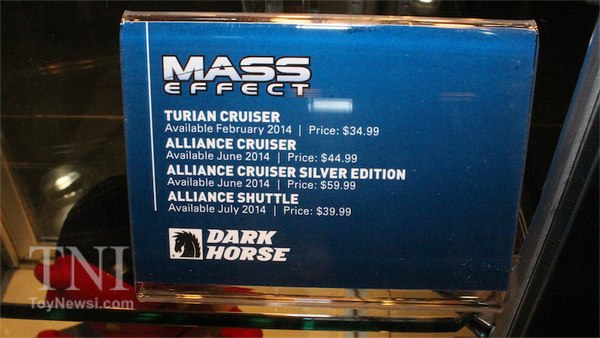 MASS
EFFECT
TURIAN CRUISER
Available February 2014 | Price: $34.99
ALLIANCE CRUISER
Available June 2014 | Price: $44.99
ALLIANCE CRUISER SILVER EDITION
Available June 2014 | Price: $59.99
ALLIANCE SHUTTLE
Available July 2014 | Price: $39.99
DARK
HORSE
TNI
ToyNewsi.com